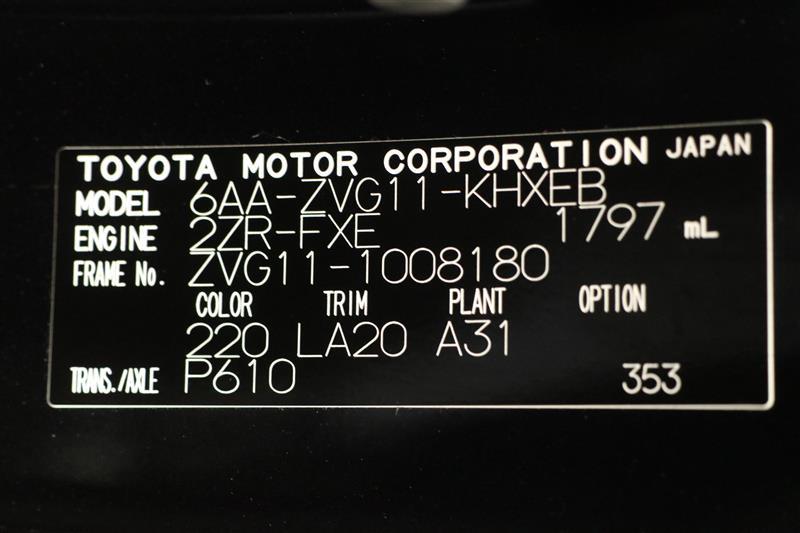 TOYOTA MOTOR CORPORATION JAPAN
MODEL 6AA-ZVG11-KHXEB
ENGINE 2ZR-FXE 1797 mL
FRAME No. ZVG11-1008180
COLOR TRIM PLANT OPTION
220 LA20 A31
TRANS./AXLE P610 353